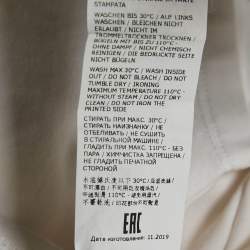 STAMPATA
WASCHEN BIS 30°C / AUF LINKS
WASCHEN / BLEICHEN NICHT
ERLAUBT / NICHT IM
TROMMELTROCKNER TROCKNEN /
BÜGELN MIT BIS ZU 110°C -
OHNE DAMPF/ NICHT CHEMISCH
REINIGEN / DIE BEDRUCKTE SEITE
NICHT BÜGELN
WASH MAX 30°C / WASH INSIDE
OUT / DO NOT BLEACH / DO NOT
TUMBLE DRY / IRONING
MAXIMUM TEMPERATURE 110°C -
WITHOUT STEAM / DO NOT DRY
CLEAN / DO NOT IRON THE
PRINTED SIDE
СТИРАТЬ ПРИ МАКС. 30°C /
СТИРАТЬ НАИЗНАНКУ / НЕ
ОТБЕЛИВАТЬ / НЕ СУШИТЬ
В СТИРАЛЬНОЙ МАШИНЕ /
ГЛАДИТЬ ПРИ МАКС. 110°C - БЕЗ
ПАРА / ХИМЧИСТКА ЗАПРЕЩЕНА /
НЕ ГЛАДИТЬ ПЕЧАТНОЙ
СТОРОНОЙ
EAC
Дата изготовления: 11.2019